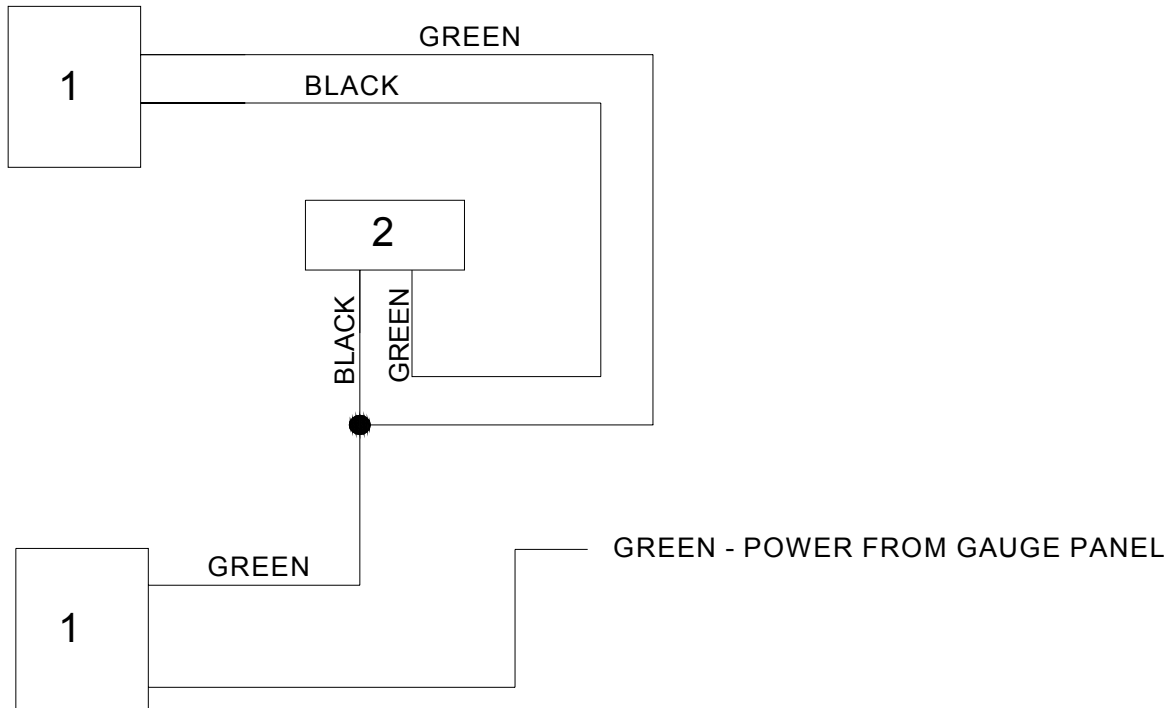 GREEN
1
BLACK
2
BLACK
GREEN
GREEN - POWER FROM GAUGE PANEL
GREEN
1